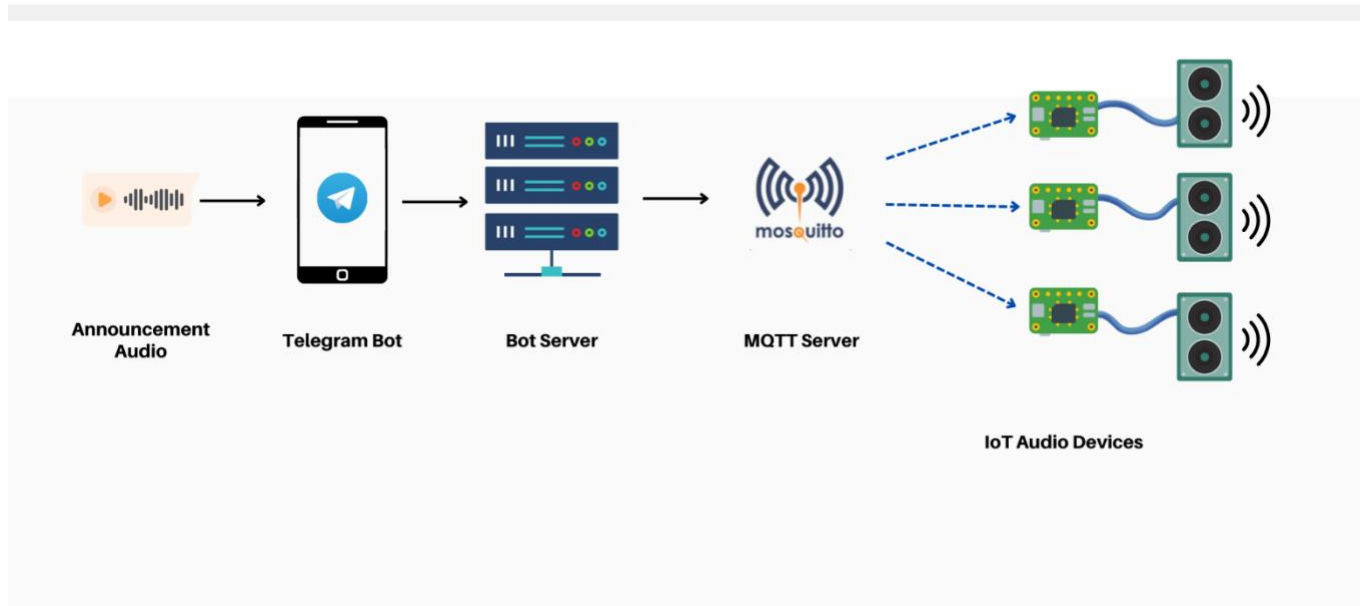 mosquitto
Announcement
Audio
Telegram Bot
Bot Server
MQTT Server
IoT Audio Devices